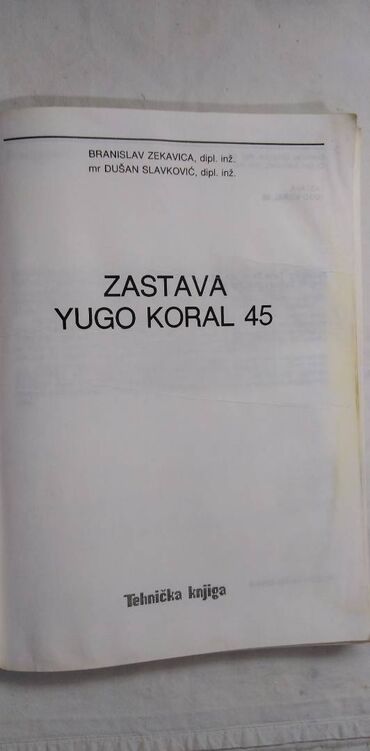 BRANISLAV ZEKAVICA, dipl. inž.
mr DUŠAN SLAVKOVIĆ, dipl. inž.
ZASTAVA
YUGO KORAL 45
Tehnička knjiga